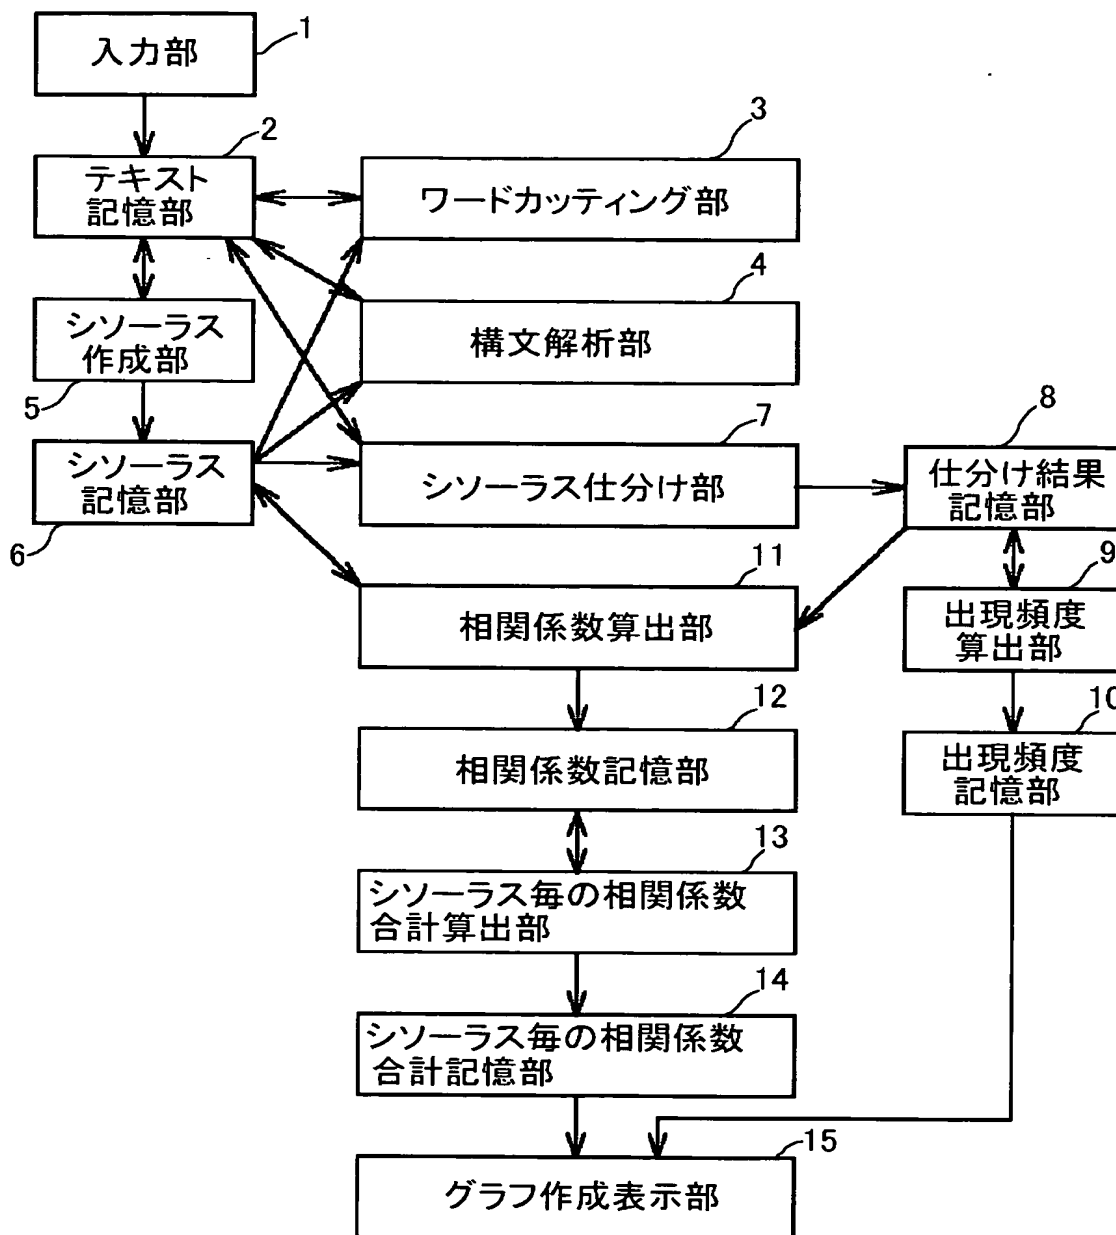 1
入力部
2
テキスト
記憶部
3
ワードカッティング部
4
構文解析部
シソーラス
作成部
5
シソーラス
記憶部
6
7
シソーラス仕分け部
8
仕分け結果
記憶部
9
出現頻度
算出部
10
出現頻度
記憶部
11
相関係数算出部
12
相関係数記憶部
13
シソーラス毎の相関係数
合計算出部
14
シソーラス毎の相関係数
合計記憶部
15
グラフ作成表示部